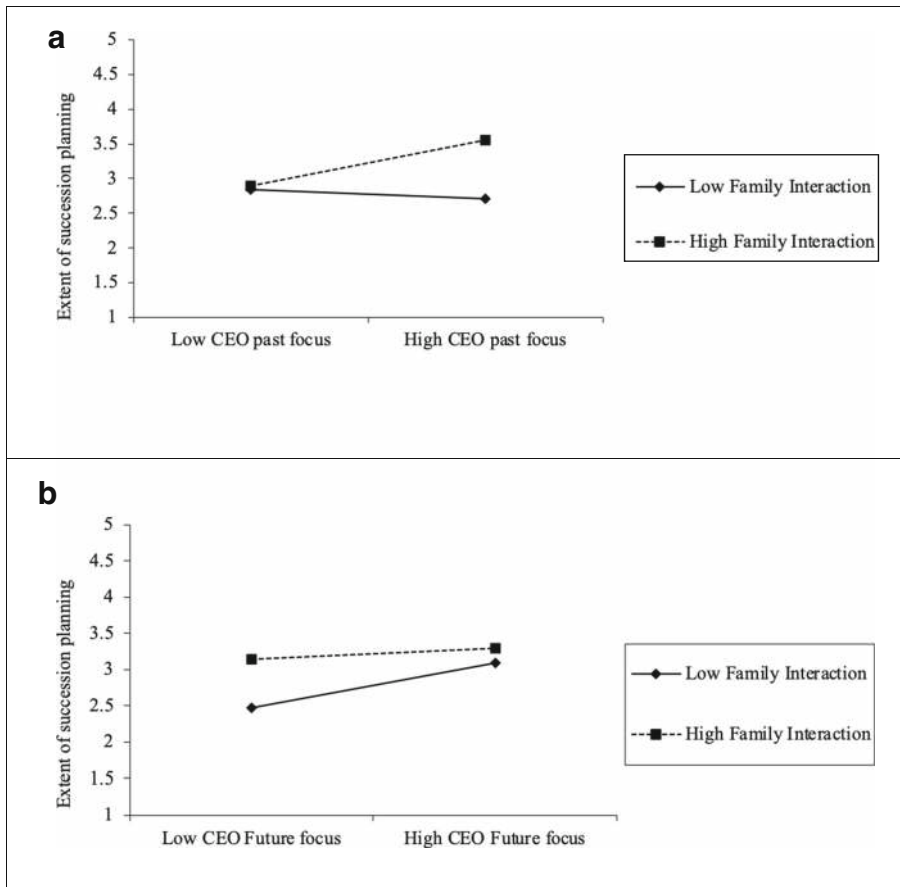 a
5
4.5
4
3.5
3
2.5
2
1.5
1
Extent of succession planning
Low CEO past focus
High CEO past focus
Low Family Interaction
High Family Interaction
b
5
4.5
4
3.5
3
2.5
2
1.5
1
Extent of succession planning
Low CEO Future focus
High CEO Future focus
Low Family Interaction
High Family Interaction